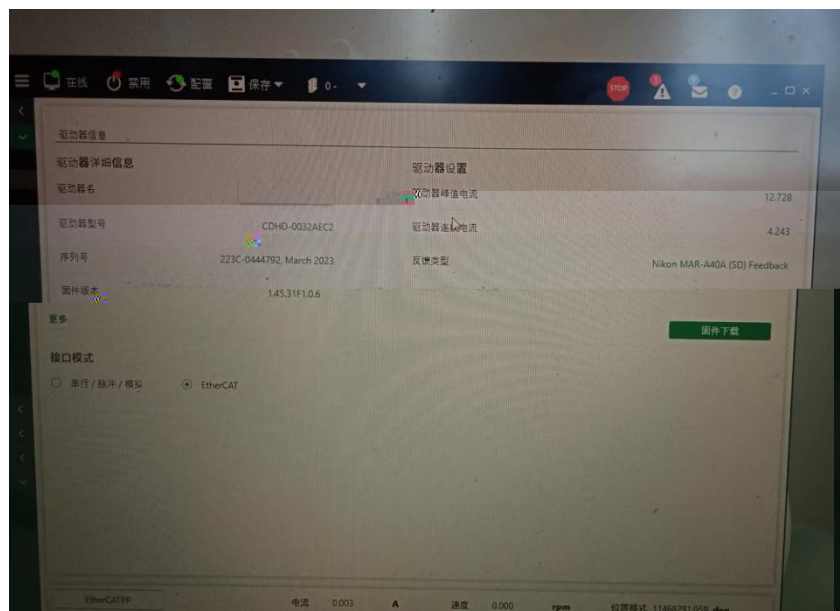 在线 禁用 配置 保存 0-
STOP
驱动器信息
驱动器详细信息 驱动器设置
驱动器名 驱动器峰值电流 12.728
驱动器型号 CDHD-0032AEC2 驱动器连续电流 4.243
序列号 223C-0444792, March 2023 反馈类型 Nikon MAR-A40A (SD) Feedback
固件版本 1.45.31F1.0.6
更多 固件下载
接口模式
串行 / 脉冲 / 模拟 EtherCAT
EtherCATPP 电流 0.003 A 速度 0.000 rpm 位置模式 11468291.059 deg